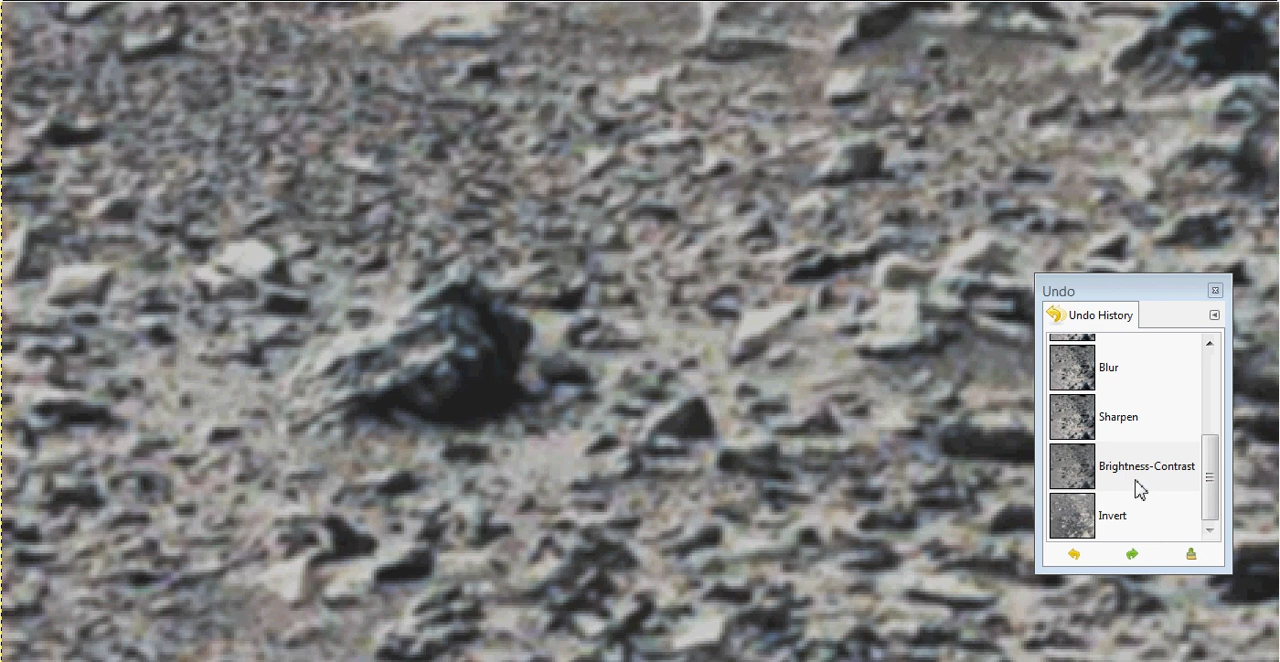 Undo
Undo History
Blur
Sharpen
Brightness-Contrast
Invert